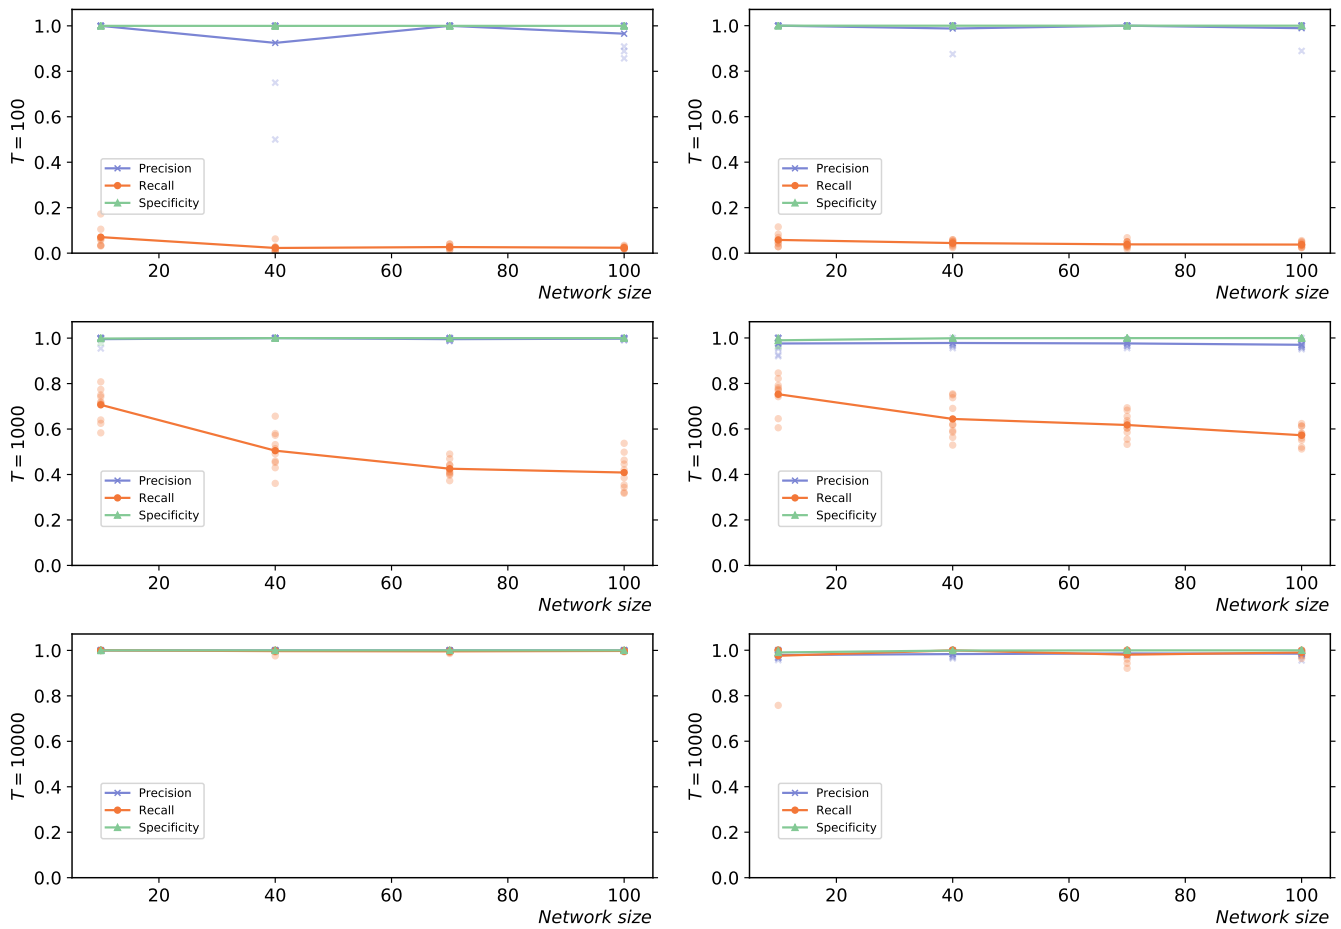 1.0
0.8
0.6
0.4
0.2
0.0
T = 100
Precision
Recall
Specificity
20 40 60 80 100
Network size
1.0
0.8
0.6
0.4
0.2
0.0
T = 100
Precision
Recall
Specificity
20 40 60 80 100
Network size
1.0
0.8
0.6
0.4
0.2
0.0
T = 1000
Precision
Recall
Specificity
20 40 60 80 100
Network size
1.0
0.8
0.6
0.4
0.2
0.0
T = 1000
Precision
Recall
Specificity
20 40 60 80 100
Network size
1.0
0.8
0.6
0.4
0.2
0.0
T = 10000
Precision
Recall
Specificity
20 40 60 80 100
Network size
1.0
0.8
0.6
0.4
0.2
0.0
T = 10000
Precision
Recall
Specificity
20 40 60 80 100
Network size